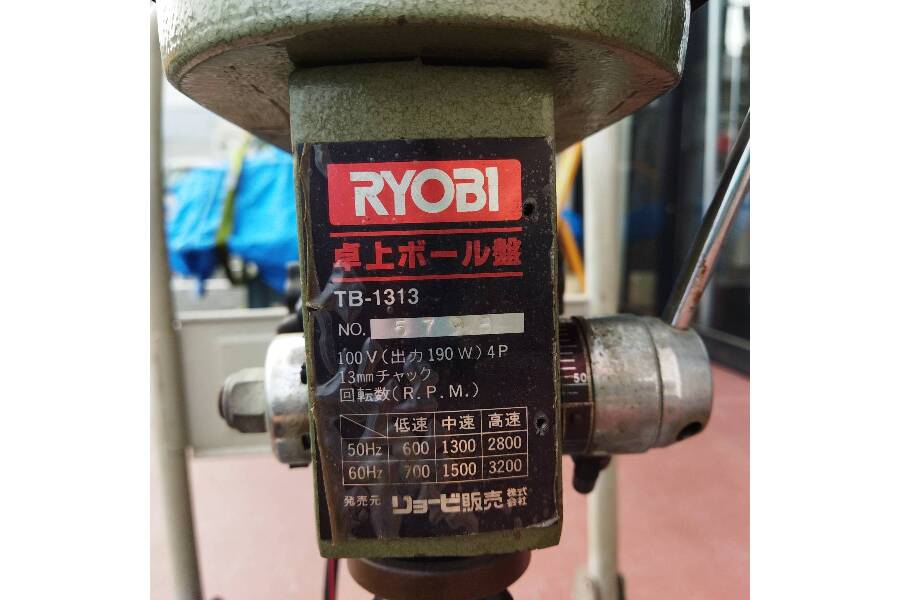 RYOBI
卓上ボール盤
TB-1313
NO.
100V(出力190W)4P
13mmチャック
回転数(R.P.M.)
低速 中速 高速
50Hz 600 1300 2800
60Hz 700 1500 3200
発売元 リョービ販売 株式会社
50